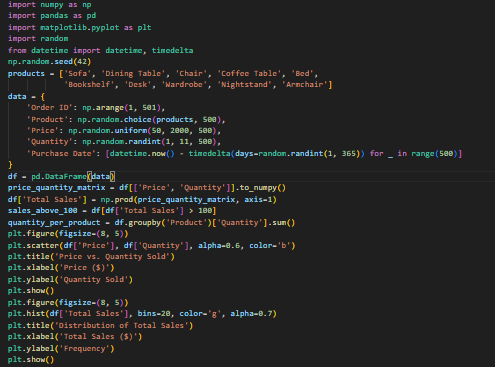 import numpy as np
import pandas as pd
import matplotlib.pyplot as plt
import random
from datetime import datetime, timedelta
np.random.seed(42)
products = ['Sofa', 'Dining Table', 'Chair', 'Coffee Table', 'Bed',
            'Bookshelf', 'Desk', 'Wardrobe', 'Nightstand', 'Armchair']
data = {
    'Order ID': np.arange(1, 501),
    'Product': np.random.choice(products, 500),
    'Price': np.random.uniform(50, 2000, 500),
    'Quantity': np.random.randint(1, 11, 500),
    'Purchase Date': [datetime.now() - timedelta(days=random.randint(1, 365)) for _ in range(500)]
}
df = pd.DataFrame(data)
price_quantity_matrix = df[['Price', 'Quantity']].to_numpy()
df['Total Sales'] = np.prod(price_quantity_matrix, axis=1)
sales_above_100 = df[df['Total Sales'] > 100]
quantity_per_product = df.groupby('Product')['Quantity'].sum()
plt.figure(figsize=(8, 5))
plt.scatter(df['Price'], df['Quantity'], alpha=0.6, color='b')
plt.title('Price vs. Quantity Sold')
plt.xlabel('Price ($)')
plt.ylabel('Quantity Sold')
plt.show()
plt.figure(figsize=(8, 5))
plt.hist(df['Total Sales'], bins=20, color='g', alpha=0.7)
plt.title('Distribution of Total Sales')
plt.xlabel('Total Sales ($)')
plt.ylabel('Frequency')
plt.show()